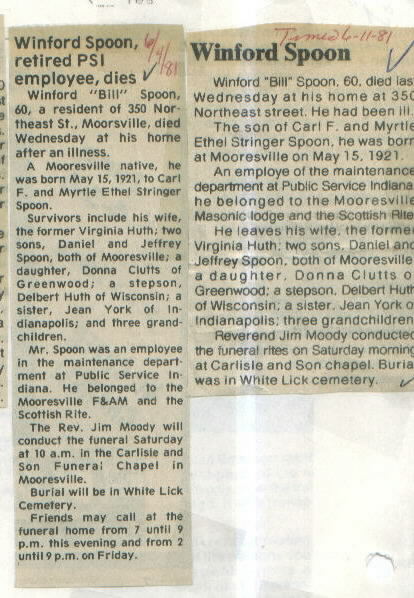 Winford Spoon,
retired PSI
employee, dies
6/4/81
Winford "Bill" Spoon,
60, a resident of 350 Nor-
theast St., Moorsville, died
Wednesday at his home
after an illness.
A Mooresville native, he
was born May 15, 1921, to Carl
F. and Myrtle Ethel Stringer
Spoon.
Survivors include his wife,
the former Virginia Huth; two
sons, Daniel and Jeffrey
Spoon, both of Mooresville; a
daughter, Donna Clutts of
Greenwood; a stepson,
Delbert Huth of Wisconsin; a
sister, Jean York of In-
dianapolis; and three grand-
children.
Mr. Spoon was an employee
in the maintenance depart-
ment at Public Service In-
diana. He belonged to the
Mooresville F&AM and the
Scottish Rite.
The Rev. Jim Moody will
conduct the funeral Saturday
at 10 a.m. in the Carlisle and
Son Funeral Chapel in
Mooresville.
Burial will be in White Lick
Cemetery.
Friends may call at the
funeral home from 7 until 9
p.m. this evening and from 2
until 9 p.m. on Friday.
Times 6-11-81
Winford Spoon
Winford "Bill" Spoon, 60, died las
Wednesday at his home at 350
Northeast street. He had been ill.
The son of Carl F. and Myrtle
Ethel Stringer Spoon, he was born
at Mooresville on May 15, 1921.
An employe of the maintenance
department at Public Service Indiana
he belonged to the Mooresville
Masonic lodge and the Scottish Rite
He leaves his wife, the former
Virginia Huth; two sons, Daniel and
Jeffrey Spoon, both of Mooresville
a daughter, Donna Clutts o
Greenwood; a stepson, Delbert Huth
of Wisconsin; a sister, Jean York o
Indianapolis; three grandchildren
Reverend Jim Moody conducted
the funeral rites on Saturday morning
at Carlisle and Son chapel. Buria
was in White Lick cemetery.